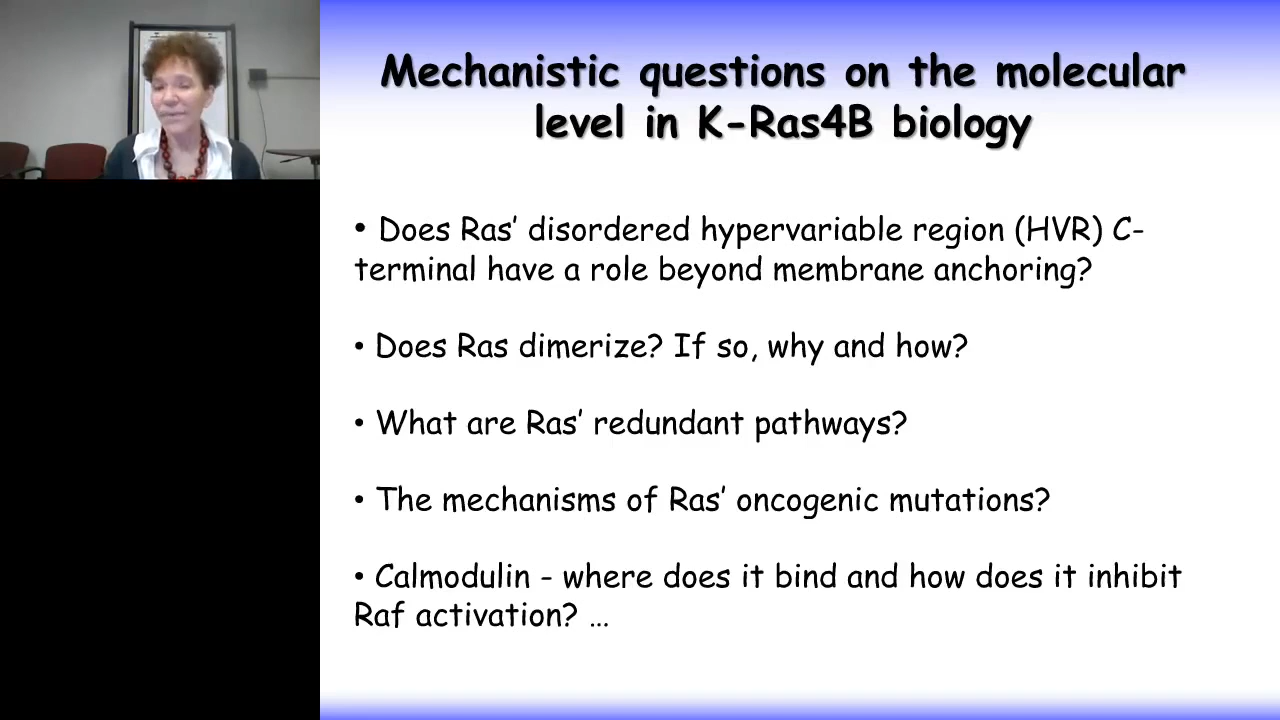 Mechanistic questions on the molecular
level in K-Ras4B biology
• Does Ras’ disordered hypervariable region (HVR) C-
terminal have a role beyond membrane anchoring?
• Does Ras dimerize? If so, why and how?
• What are Ras’ redundant pathways?
• The mechanisms of Ras’ oncogenic mutations?
• Calmodulin - where does it bind and how does it inhibit
Raf activation? …